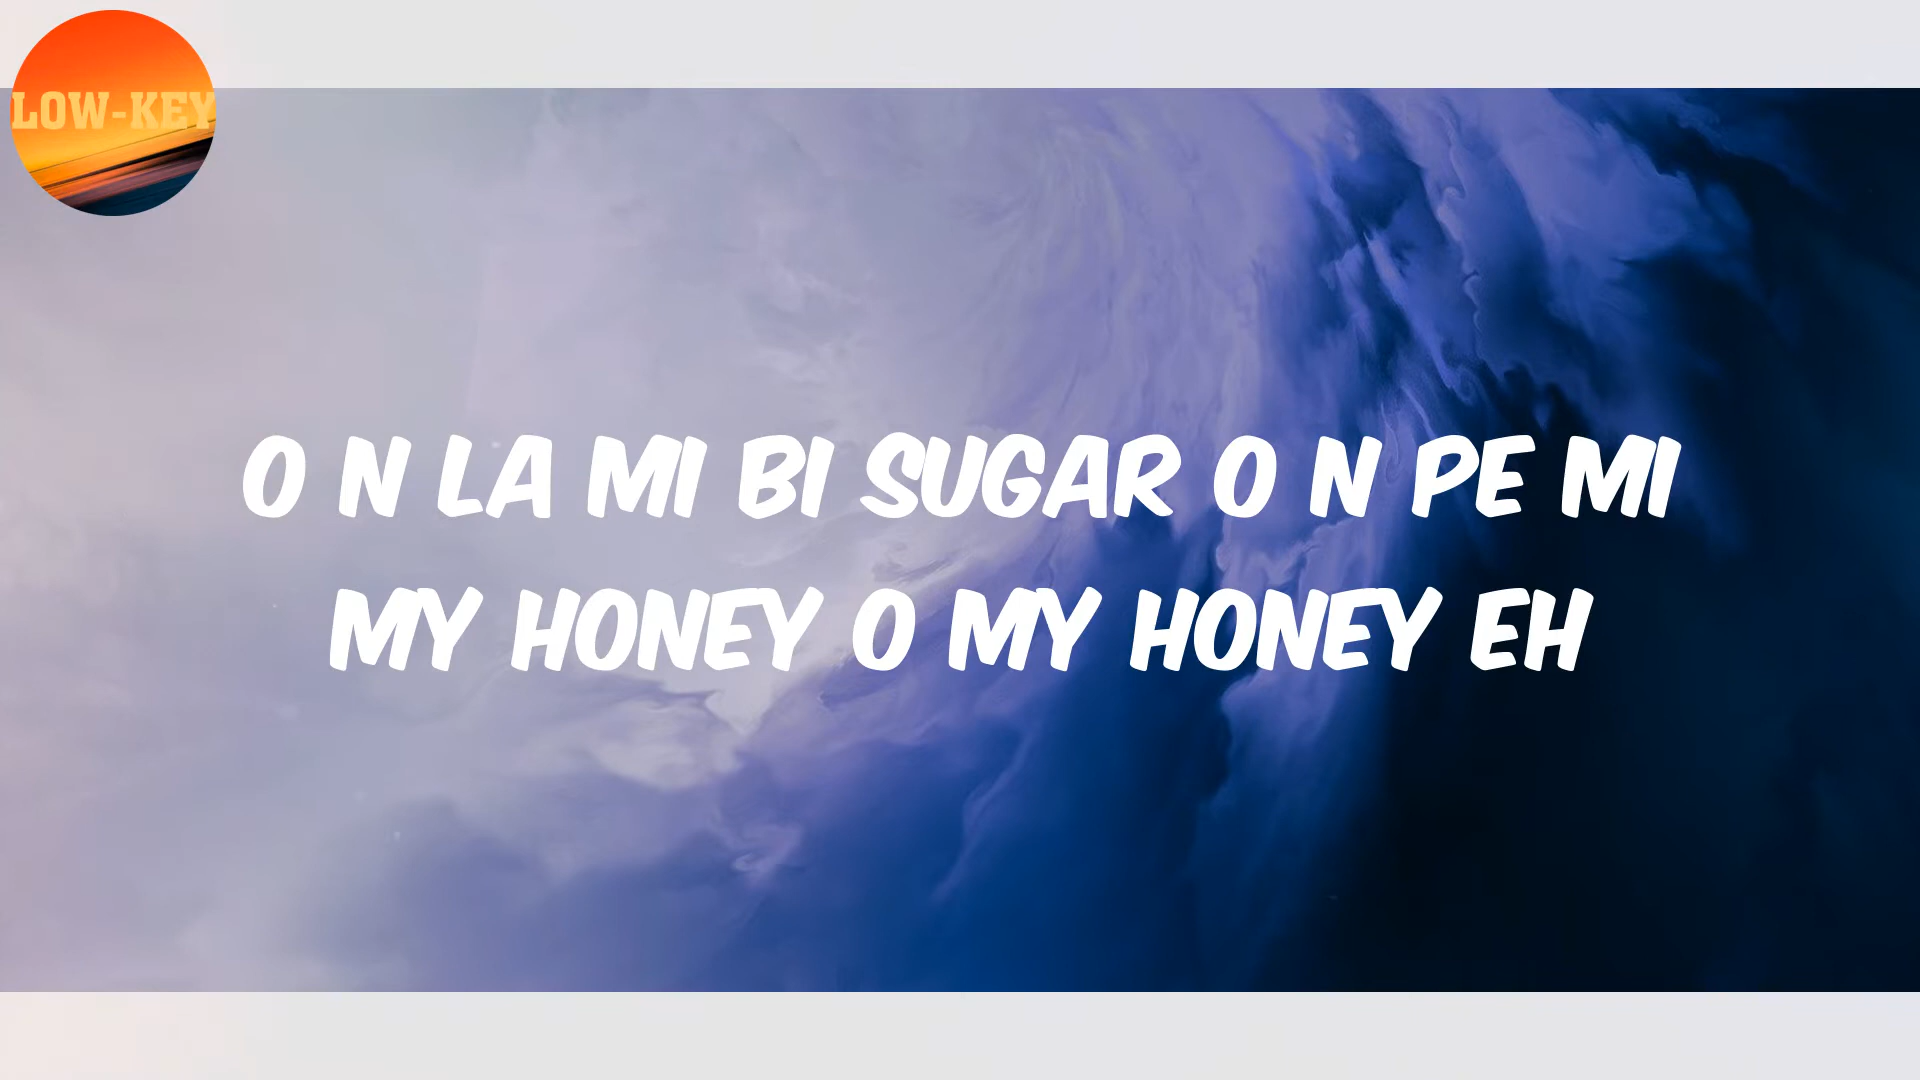 LOW-KEY
O N LA MI BI SUGAR O N PE MI
MY HONEY O MY HONEY EH